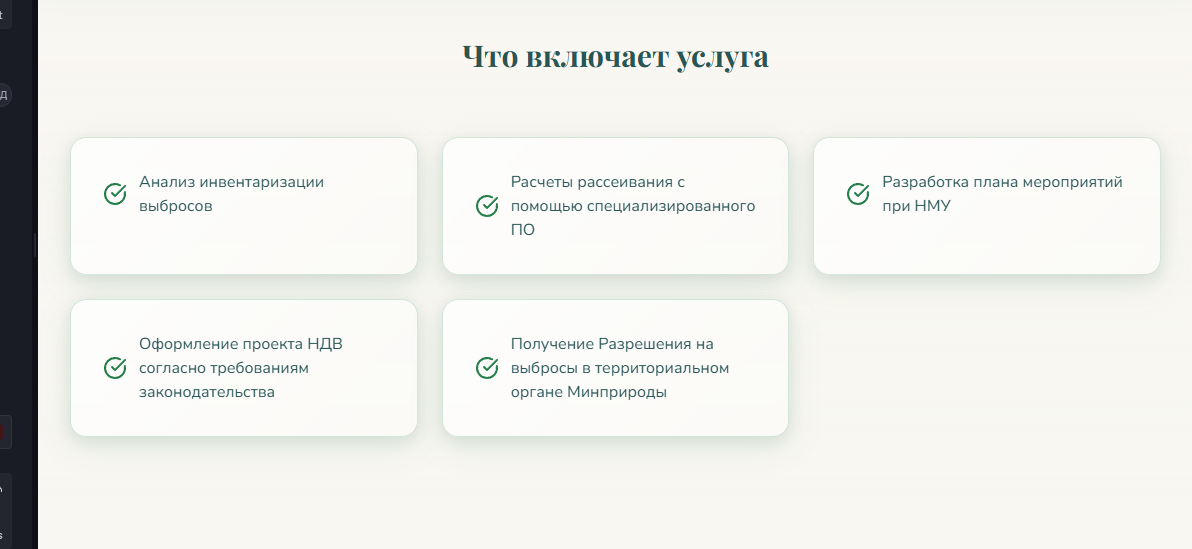 Что включает услуга
Анализ инвентаризации
выбросов
Расчеты рассеивания с
помощью специализированного
ПО
Разработка плана мероприятий
при НМУ
Оформление проекта НДВ
согласно требованиям
законодательства
Получение Разрешения на
выбросы в территориальном
органе Минприроды